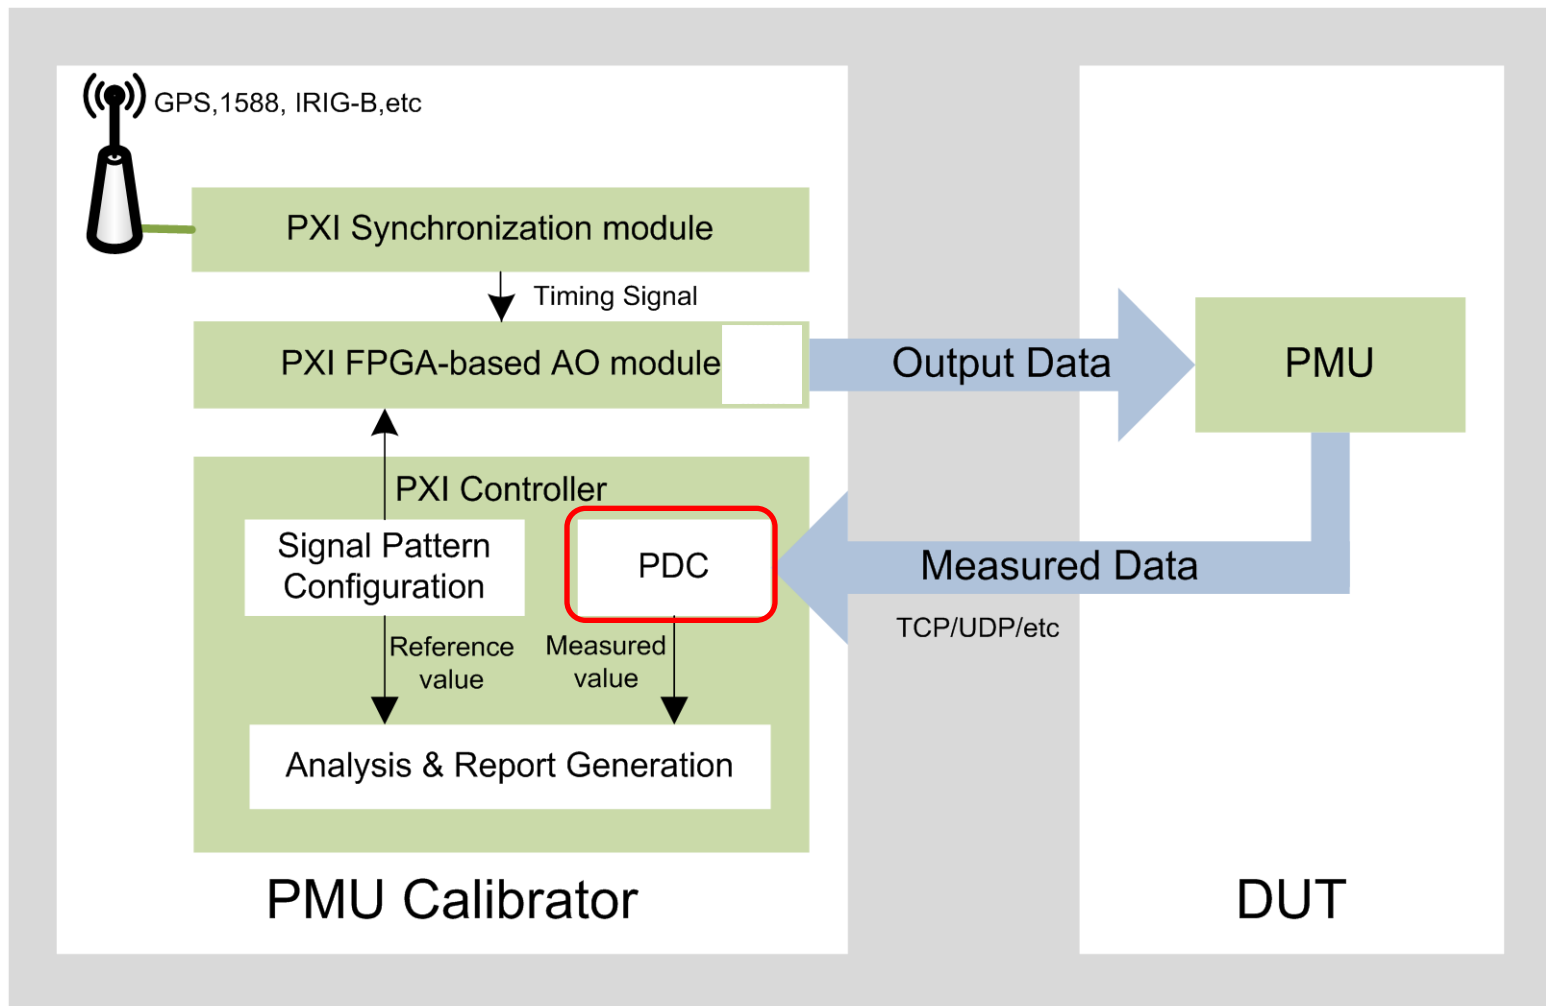 GPS,1588, IRIG-B,etc
PXI Synchronization module
Timing Signal
PXI FPGA-based AO module
Output Data
PMU
PXI Controller
Signal Pattern
Configuration
PDC
Measured Data
TCP/UDP/etc
Reference
value
Measured
value
Analysis & Report Generation
PMU Calibrator
DUT